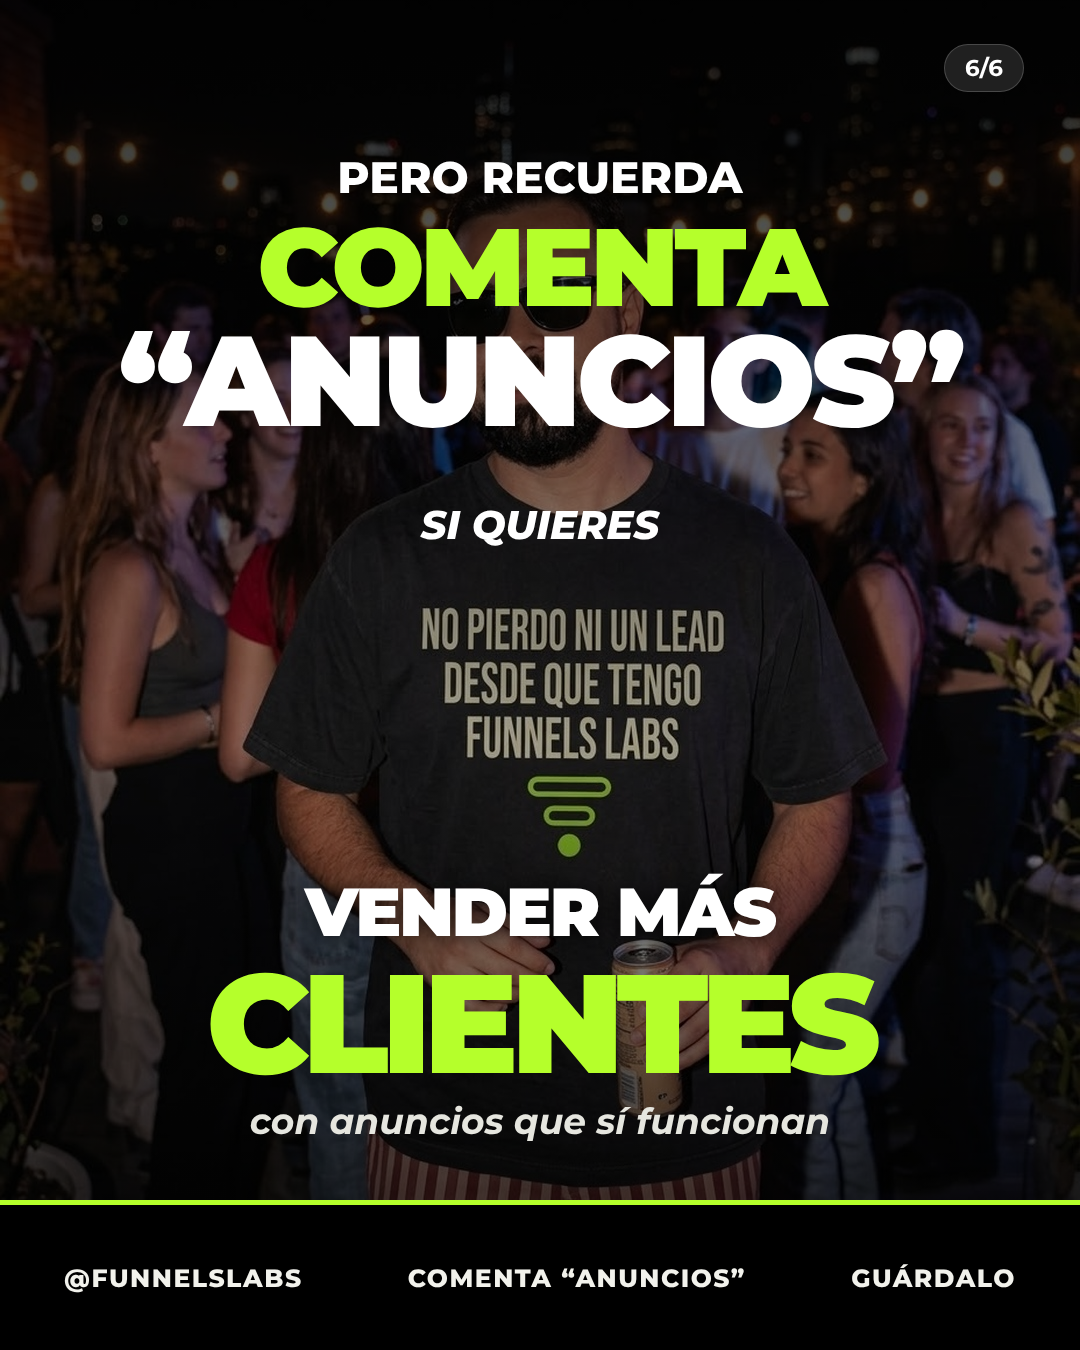 6/6
PERO RECUERDA
COMENTA
“ANUNCIOS”
SI QUIERES
NO PIERDO NI UN LEAD
DESDE QUE TENGO
FUNNELS LABS
VENDER MÁS
CLIENTES
con anuncios que sí funcionan
@FUNNELSLABS
COMENTA “ANUNCIOS”
GUÁRDALO